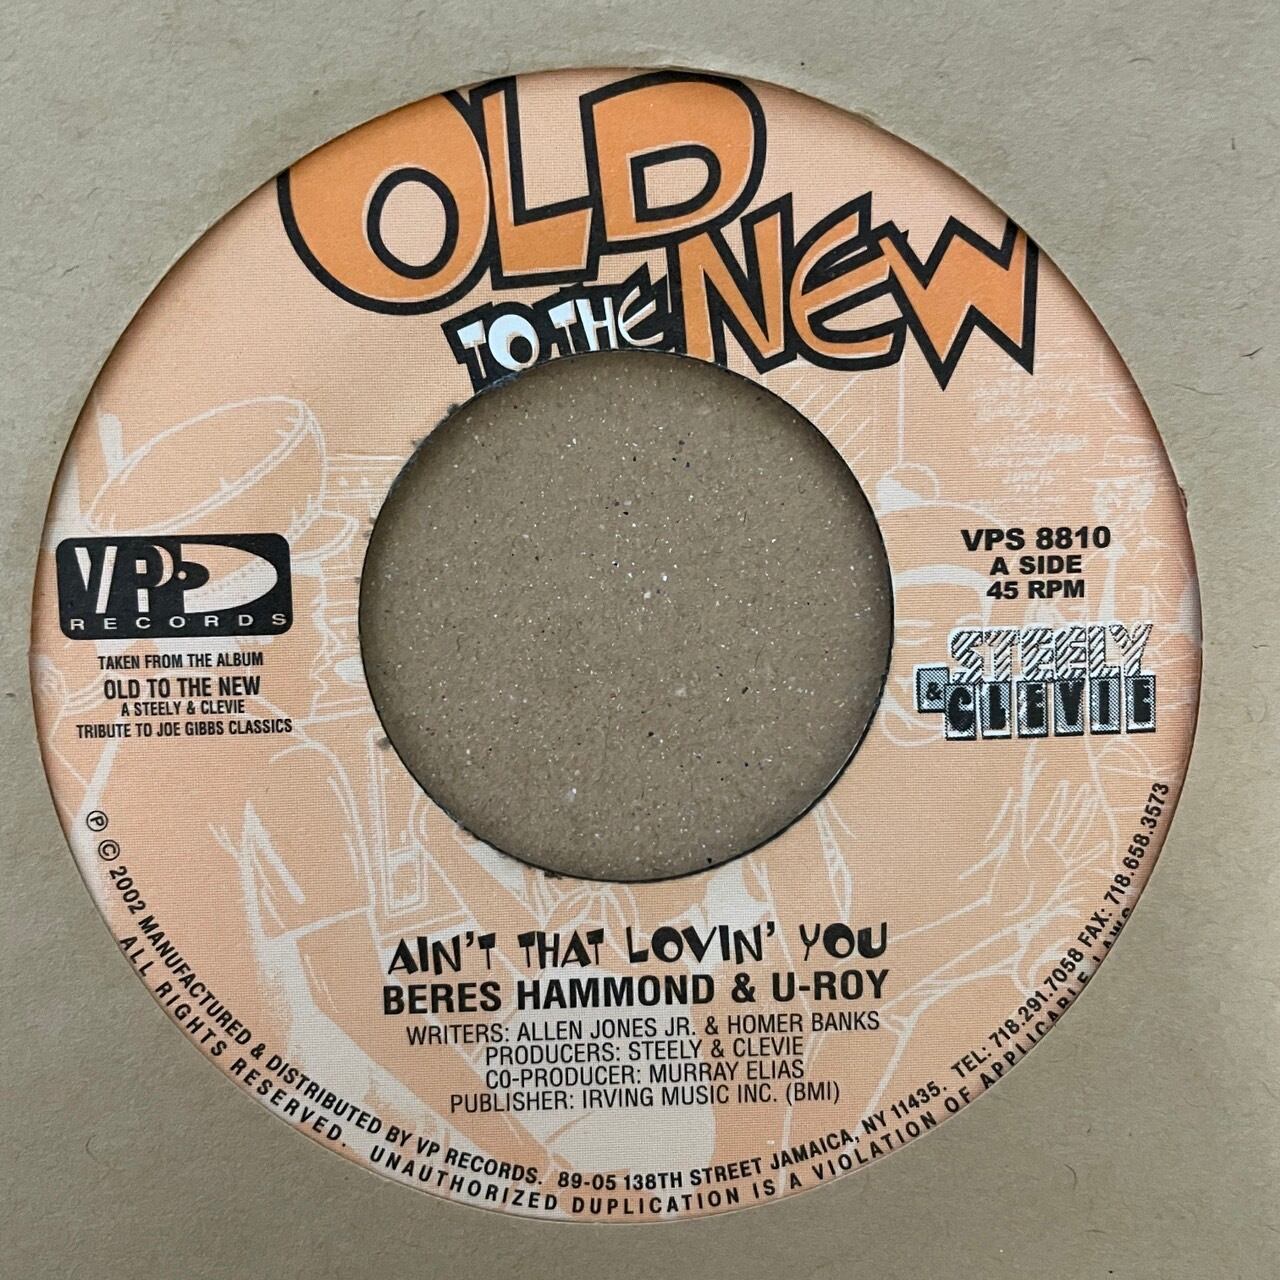 OLD
TO THE NEW
VP
RECORDS
TAKEN FROM THE ALBUM
OLD TO THE NEW
A STEELY & CLEVIE
TRIBUTE TO JOE GIBBS CLASSICS
VPS 8810
A SIDE
45 RPM
STEELY
& CLEVIE
AIN'T THAT LOVIN' YOU
BERES HAMMOND & U-ROY
WRITERS: ALLEN JONES JR. & HOMER BANKS
PRODUCERS: STEELY & CLEVIE
CO-PRODUCER: MURRAY ELIAS
PUBLISHER: IRVING MUSIC INC. (BMI)
℗ © 2002 MANUFACTURED & DISTRIBUTED BY VP RECORDS. 89-05 138TH STREET JAMAICA, NY 11435. TEL: 718.291.7058 FAX: 718.658.3573
ALL RIGHTS RESERVED. UNAUTHORIZED DUPLICATION IS A VIOLATION OF APPLICABLE LAWS